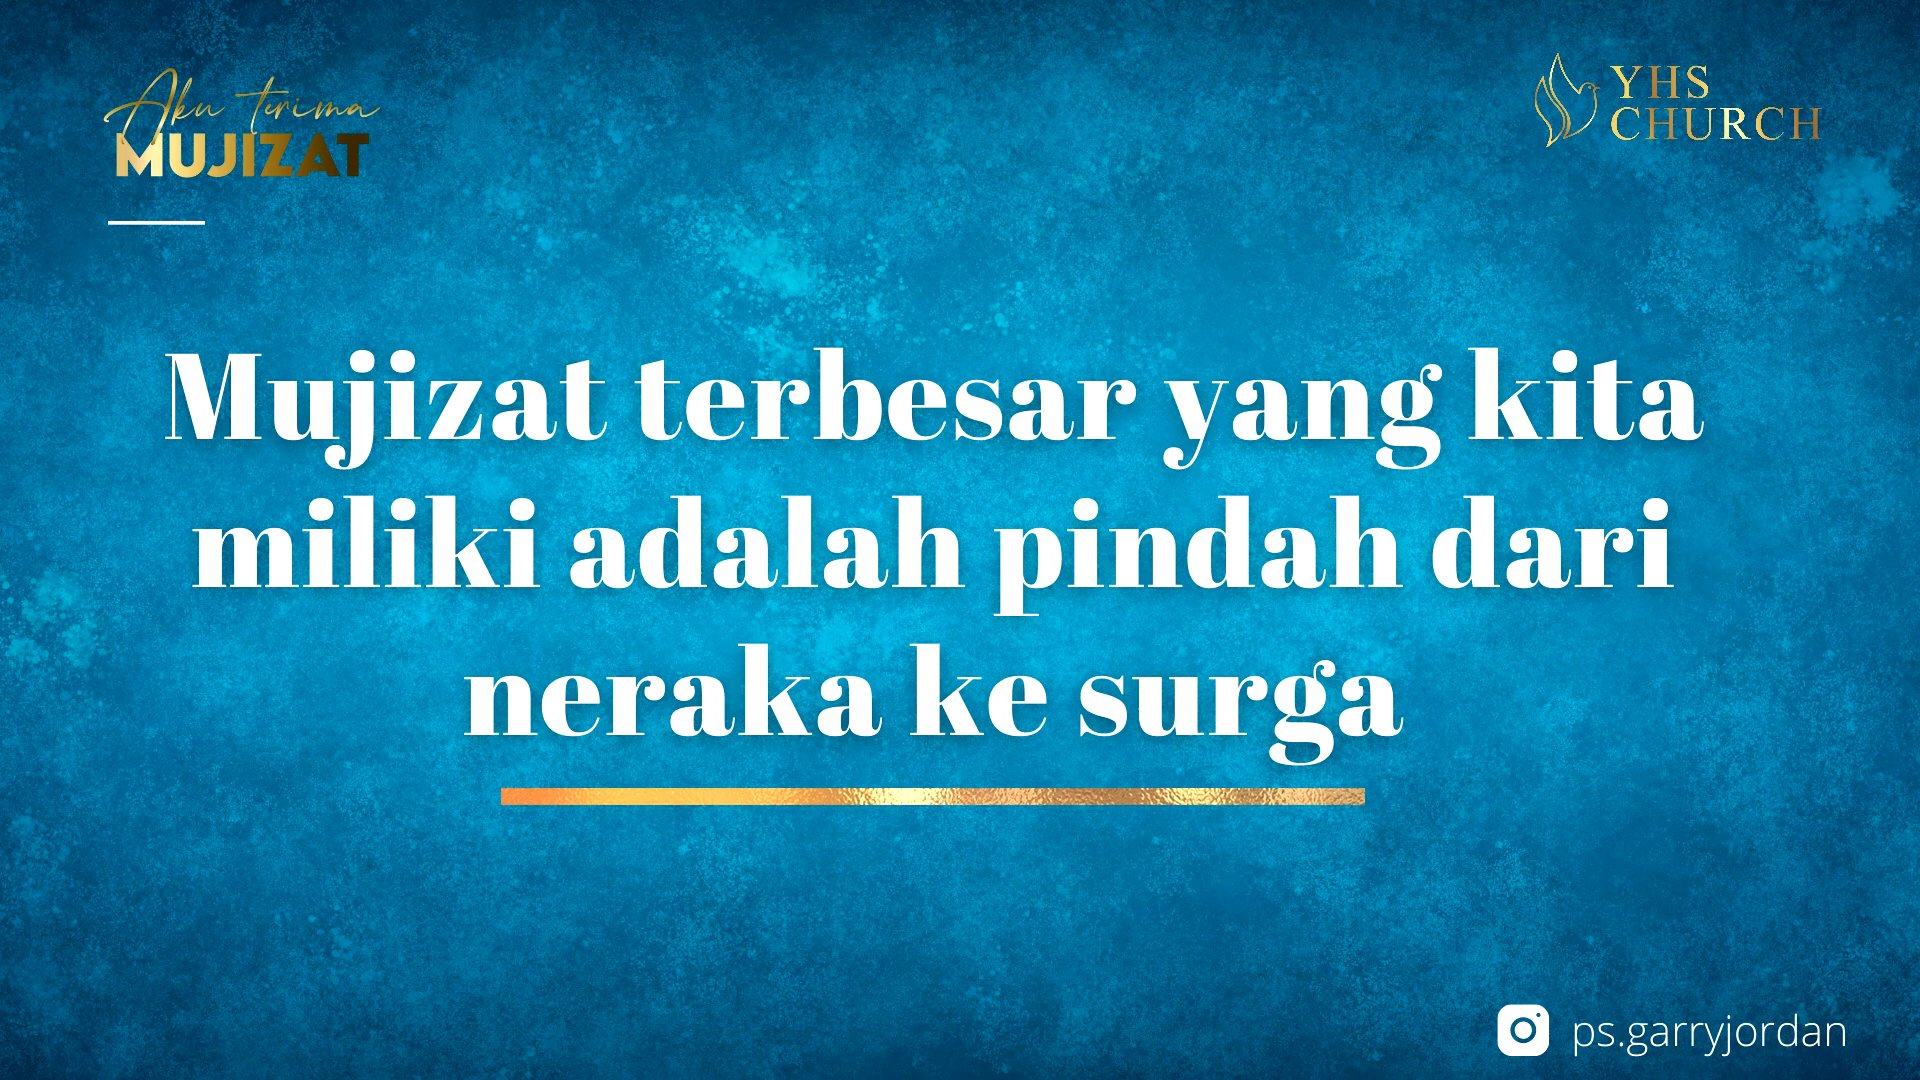 Aku terima
MUJIZAT
YHS
CHURCH
Mujizat terbesar yang kita
miliki adalah pindah dari
neraka ke surga
ps.garryjordan